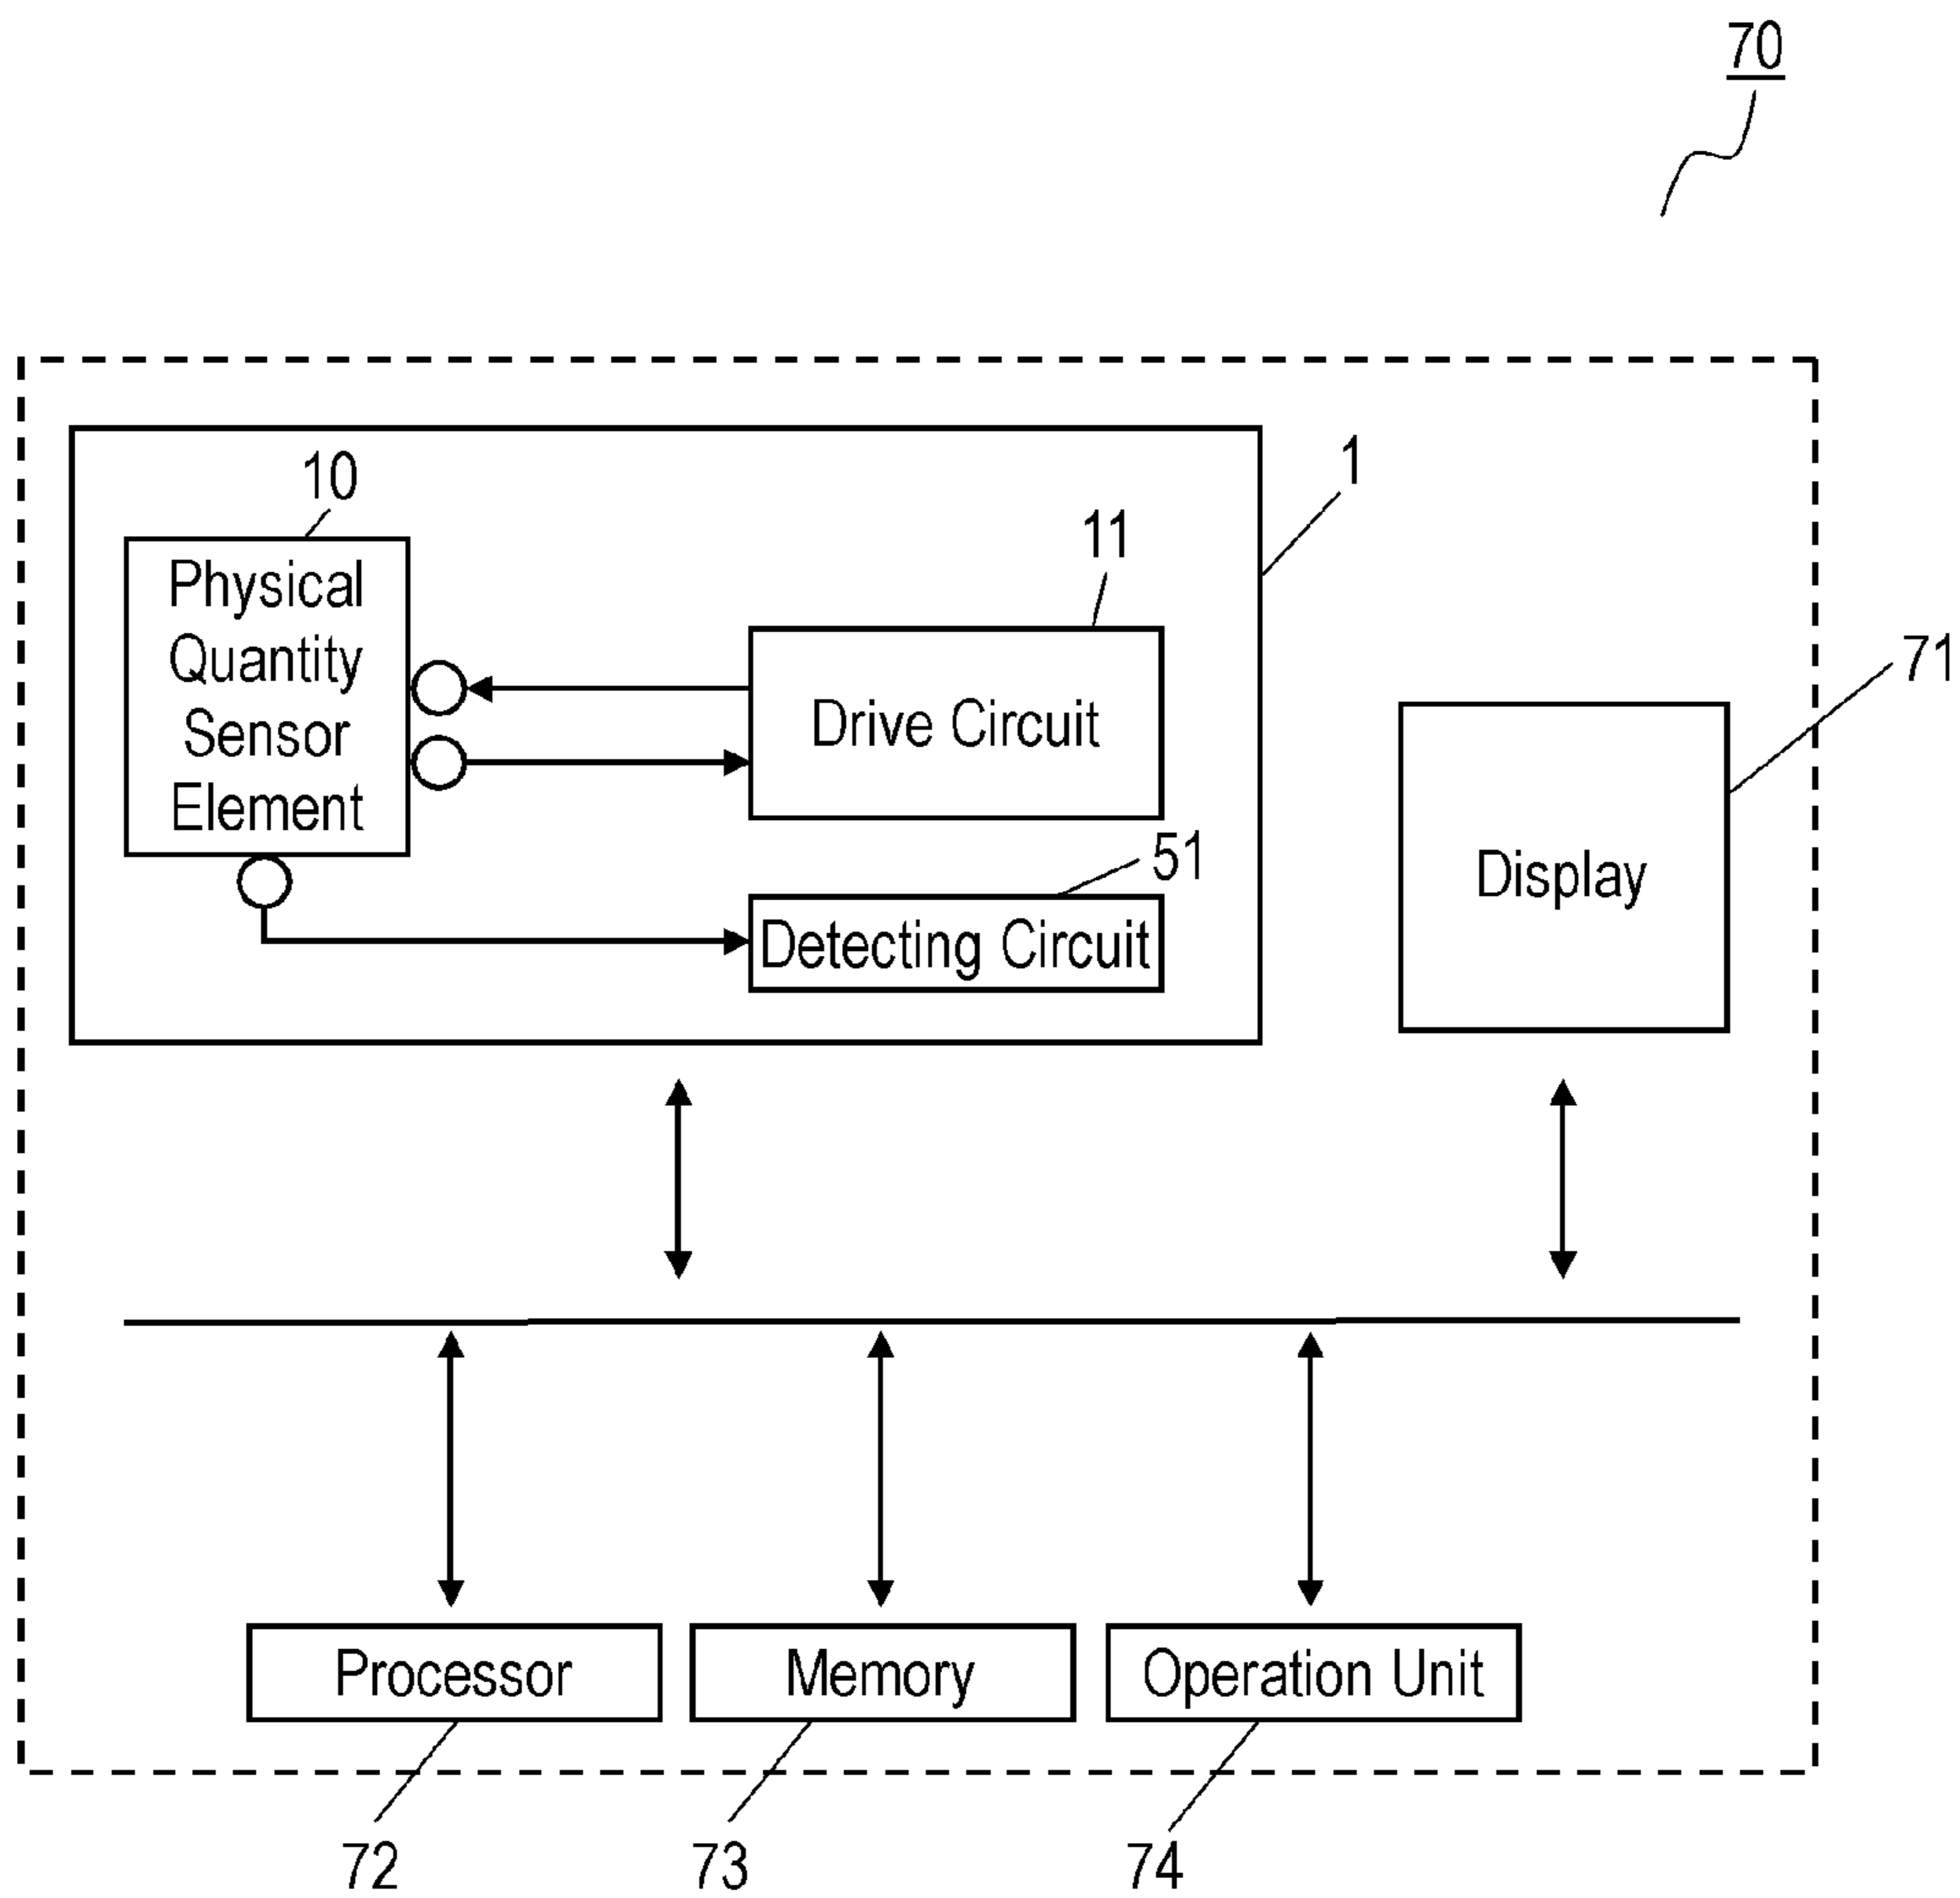 70
10
1
11
Physical
Quantity
Sensor
Element
Drive Circuit
71
51
Detecting Circuit
Display
Processor
Memory
Operation Unit
72
73
74